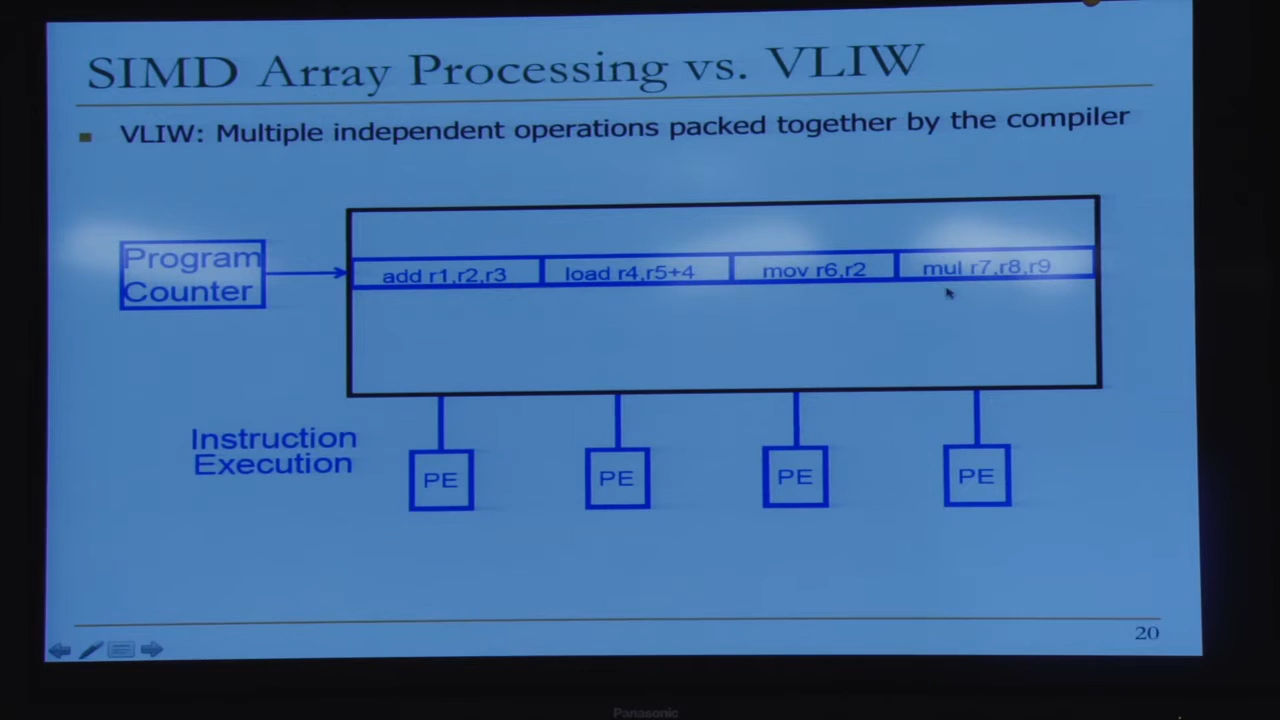 SIMD Array Processing vs. VLIW
VLIW: Multiple independent operations packed together by the compiler
Program
Counter
add r1,r2,r3
load r4,r5+4
mov r6,r2
mul r7,r8,r9
Instruction
Execution
PE
PE
PE
PE
20
Panasonic